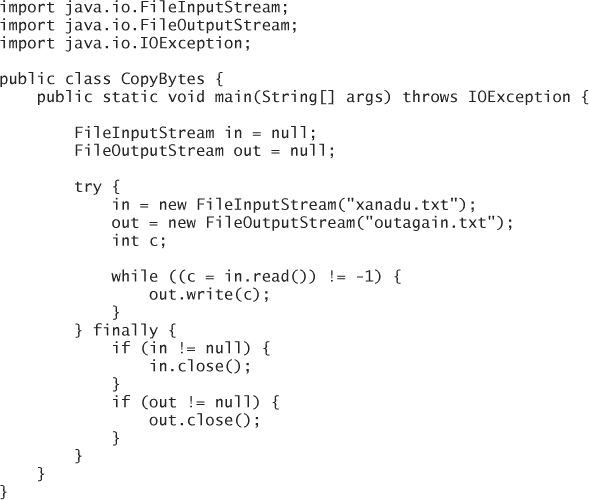 import java.io.FileInputStream;
import java.io.FileOutputStream;
import java.io.IOException;

public class CopyBytes {
    public static void main(String[] args) throws IOException {

        FileInputStream in = null;
        FileOutputStream out = null;

        try {
            in = new FileInputStream("xanadu.txt");
            out = new FileOutputStream("outagain.txt");
            int c;

            while ((c = in.read()) != -1) {
                out.write(c);
            }
        } finally {
            if (in != null) {
                in.close();
            }
            if (out != null) {
                out.close();
            }
        }
    }
}